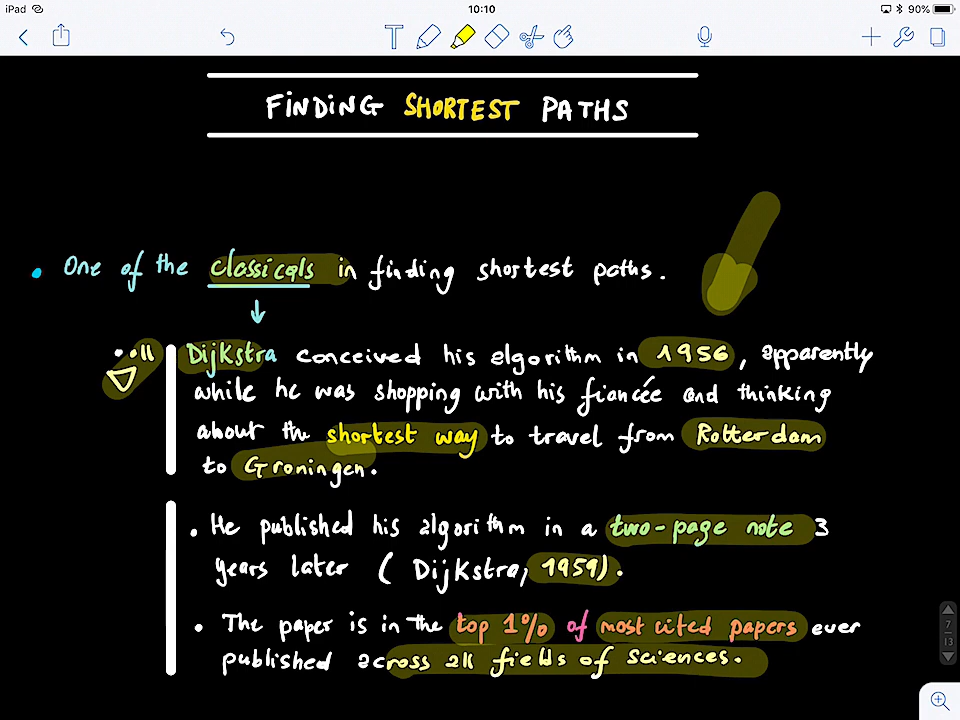 iPad
10:10
90%
FINDING SHORTEST PATHS
One of the classicals in finding shortest paths.
Dijkstra conceived his algorithm in 1956, apparently
while he was shopping with his fiancée and thinking
about the shortest way to travel from Rotterdam
to Groningen.
He published his algorithm in a two-page note 3
years later (Dijkstra, 1959).
The paper is in the top 1% of most cited papers ever
published across all fields of sciences.
7
13